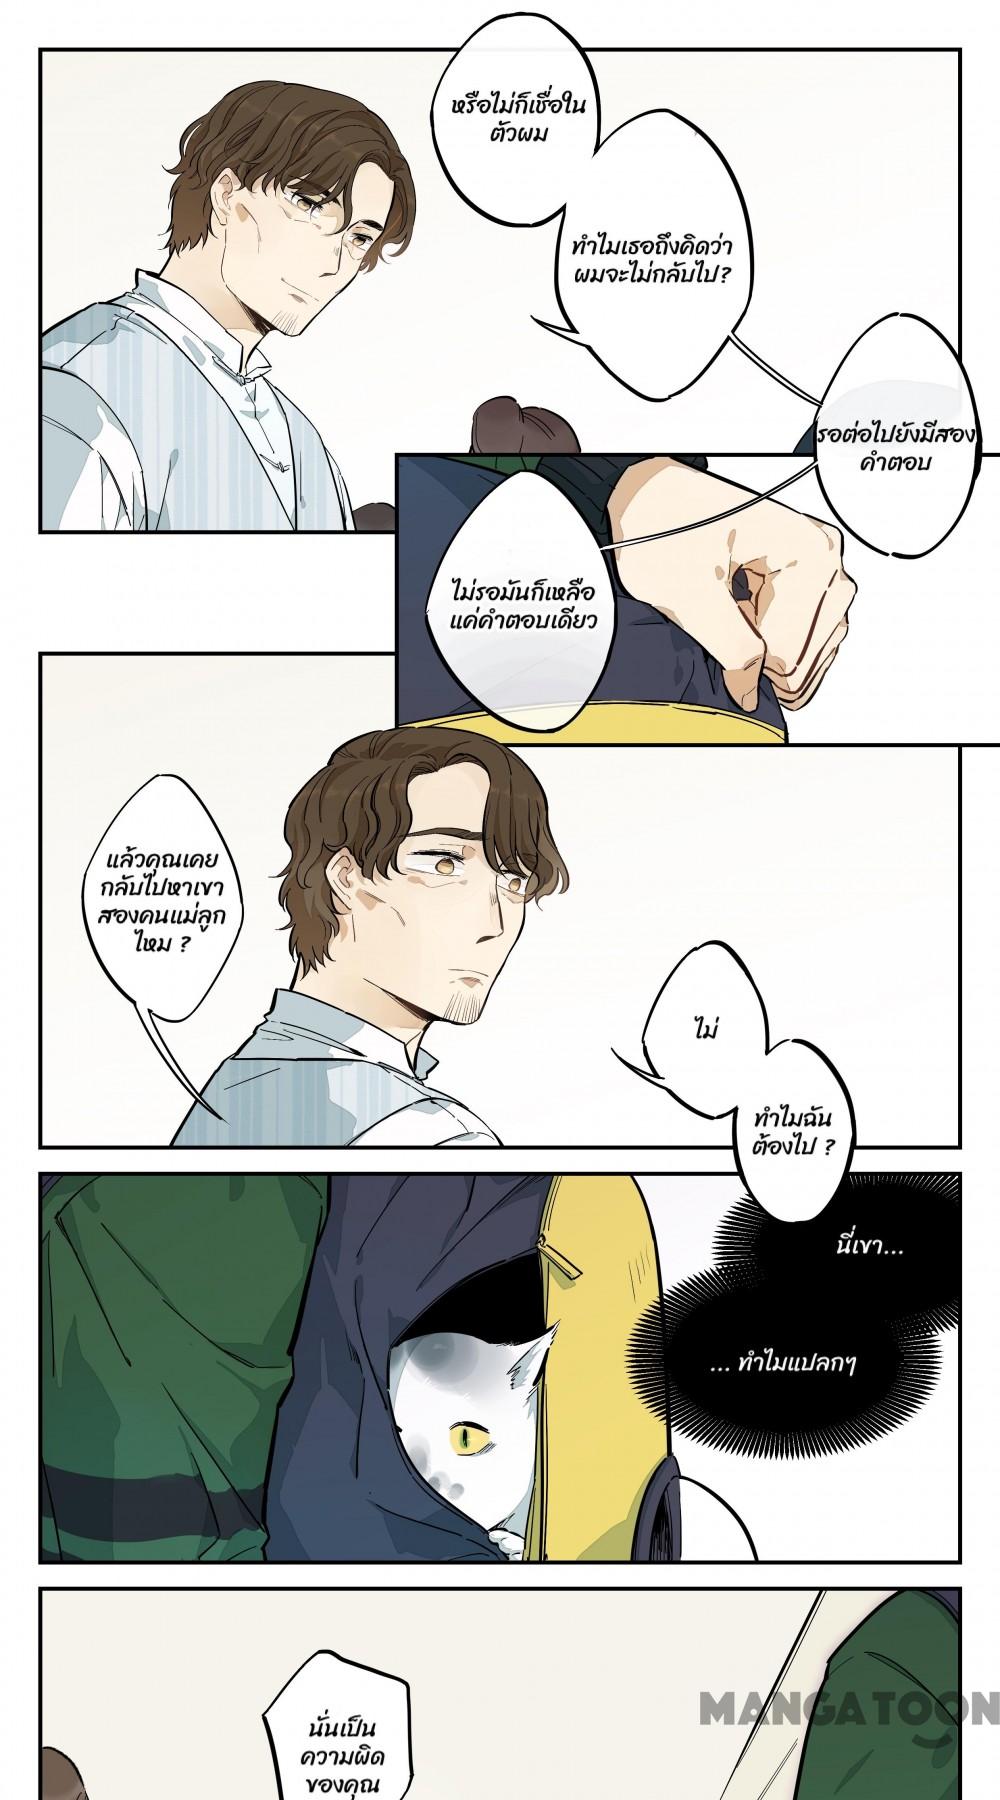 หรือไม่ก็เชื่อใน
ตัวผม
ทำไมเธอถึงคิดว่า
ผมจะไม่กลับไป?
รอต่อไปยังมีสอง
คำตอบ
ไม่รอมันก็เหลือ
แค่คำตอบเดียว
แล้วคุณเคย
กลับไปหาเขา
สองคนแม่ลูก
ไหม ?
ไม่
ทำไมฉัน
ต้องไป ?
นี่เขา...
... ทำไมแปลกๆ
MANGATOON
นั่นเป็น
ความผิด
ของคุณ